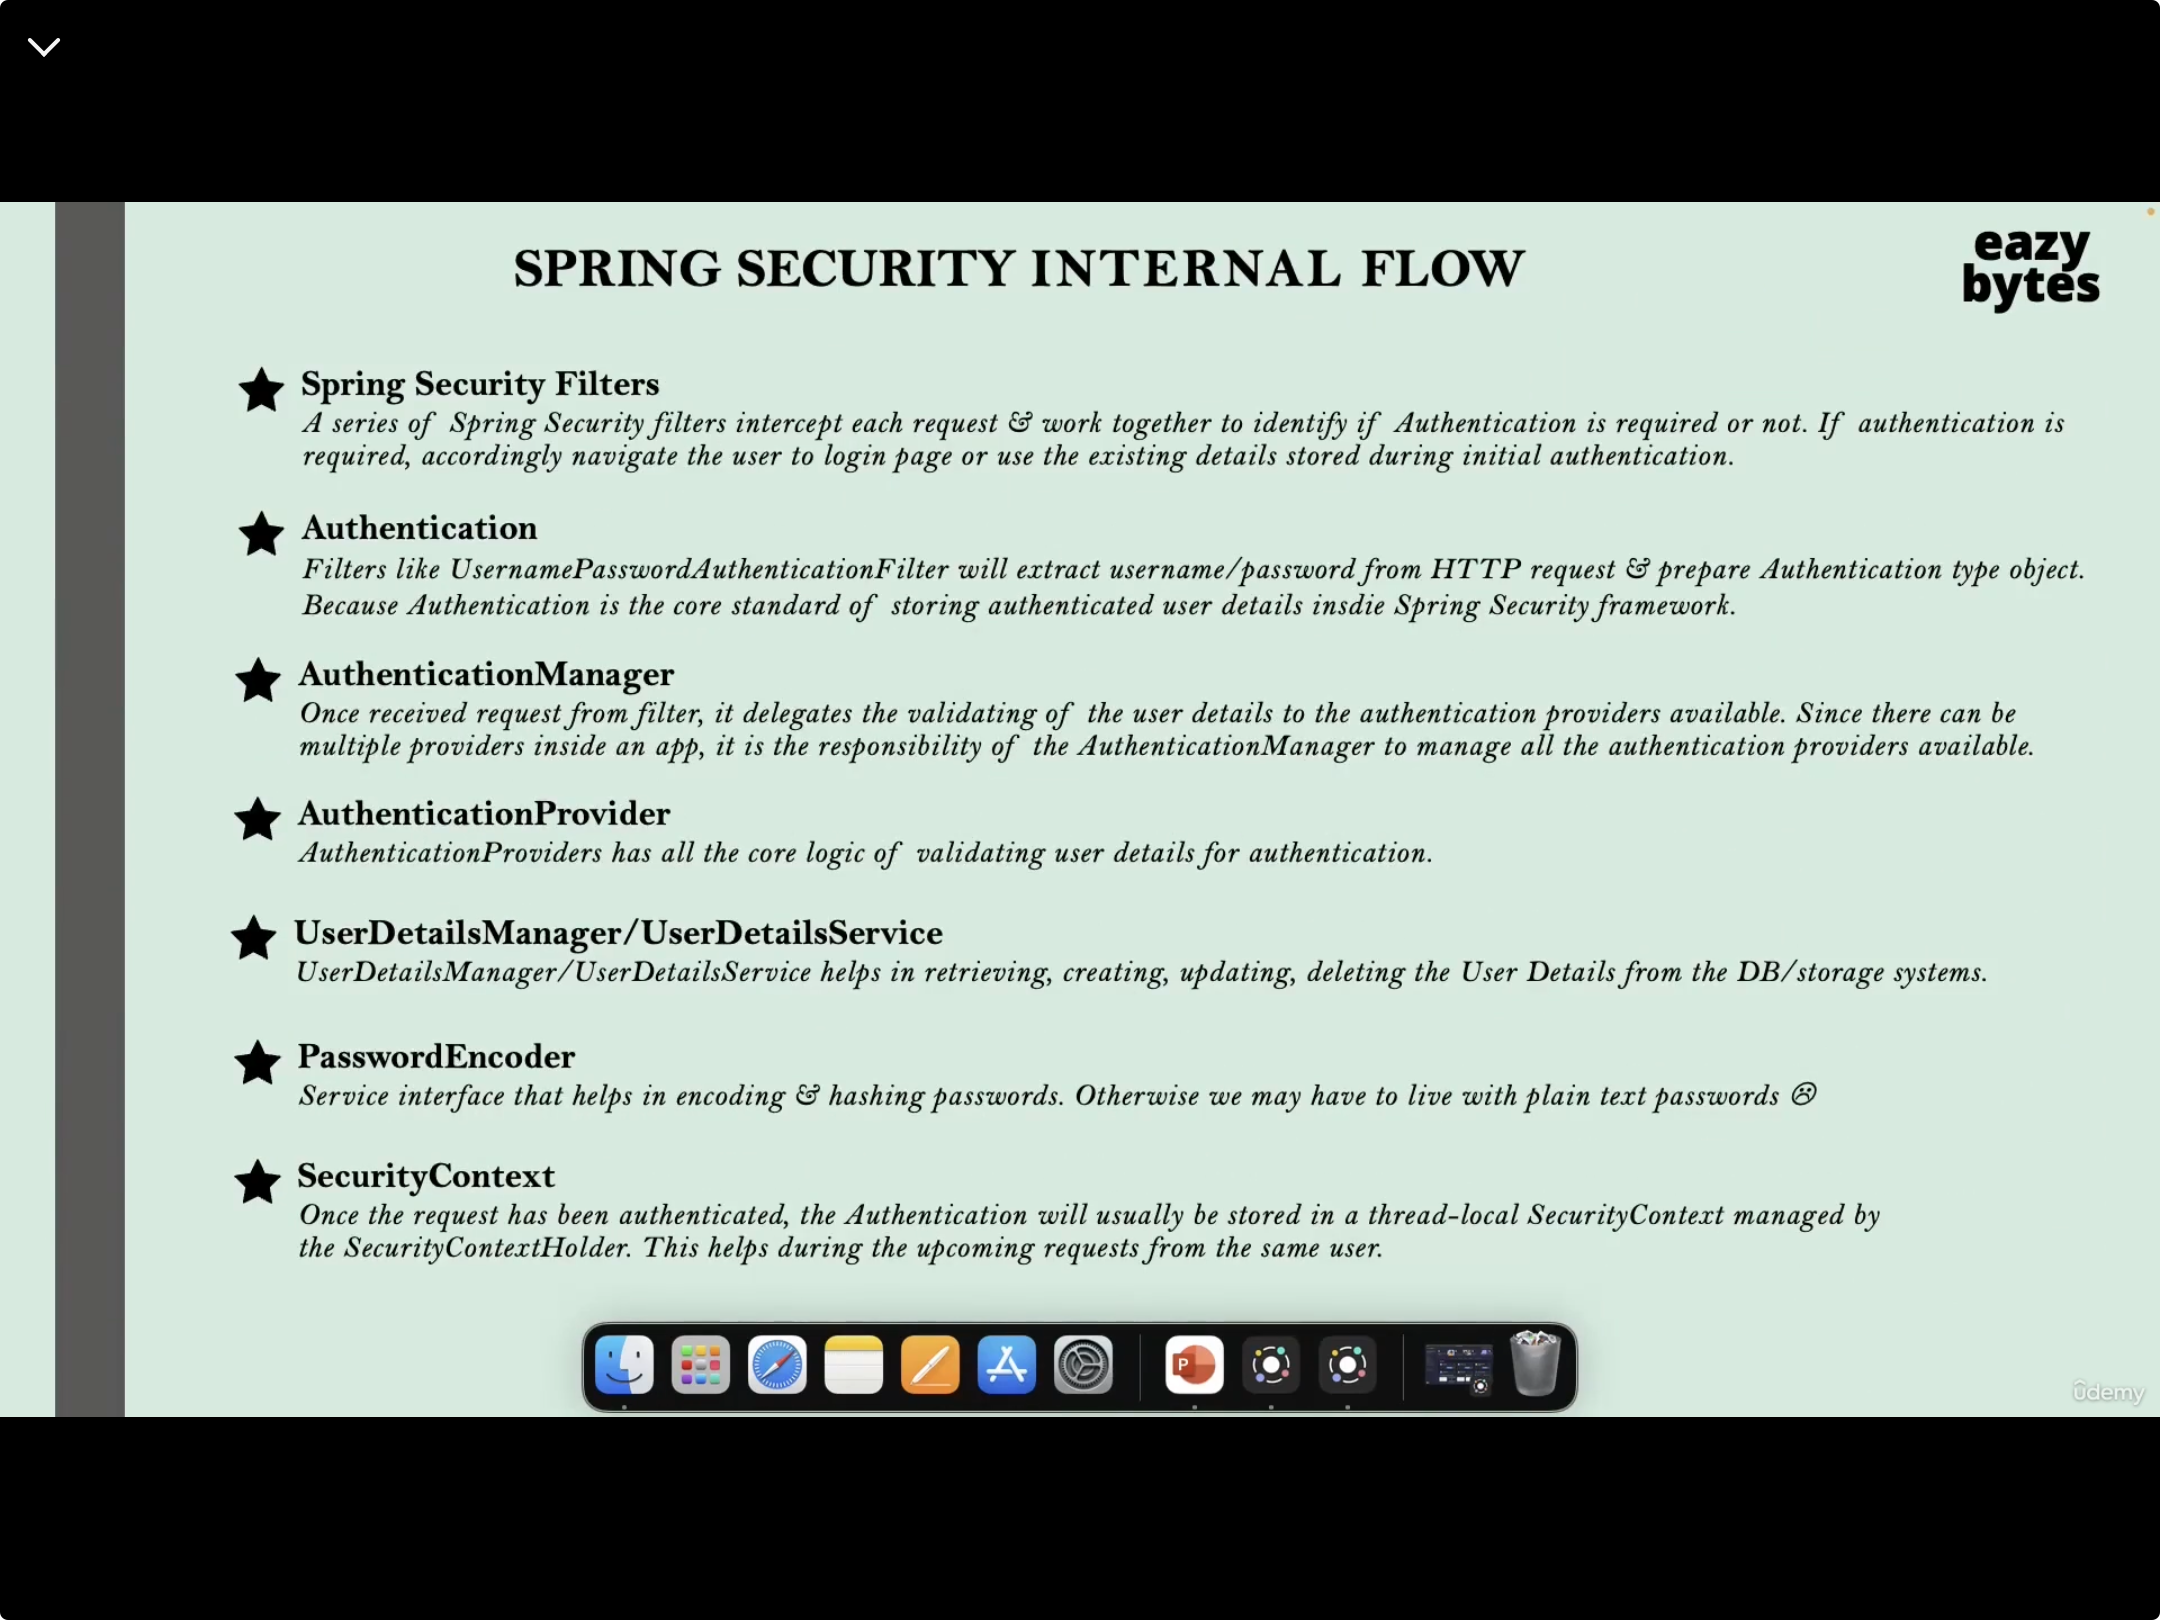 SPRING SECURITY INTERNAL FLOW
eazy
bytes
Spring Security Filters
A series of Spring Security filters intercept each request & work together to identify if Authentication is required or not. If authentication is
required, accordingly navigate the user to login page or use the existing details stored during initial authentication.
Authentication
Filters like UsernamePasswordAuthenticationFilter will extract username/password from HTTP request & prepare Authentication type object.
Because Authentication is the core standard of storing authenticated user details insdie Spring Security framework.
AuthenticationManager
Once received request from filter, it delegates the validating of the user details to the authentication providers available. Since there can be
multiple providers inside an app, it is the responsibility of the AuthenticationManager to manage all the authentication providers available.
AuthenticationProvider
AuthenticationProviders has all the core logic of validating user details for authentication.
UserDetailsManager/UserDetailsService
UserDetailsManager/UserDetailsService helps in retrieving, creating, updating, deleting the User Details from the DB/storage systems.
PasswordEncoder
Service interface that helps in encoding & hashing passwords. Otherwise we may have to live with plain text passwords ☹
SecurityContext
Once the request has been authenticated, the Authentication will usually be stored in a thread-local SecurityContext managed by
the SecurityContextHolder. This helps during the upcoming requests from the same user.
P
ûdemy